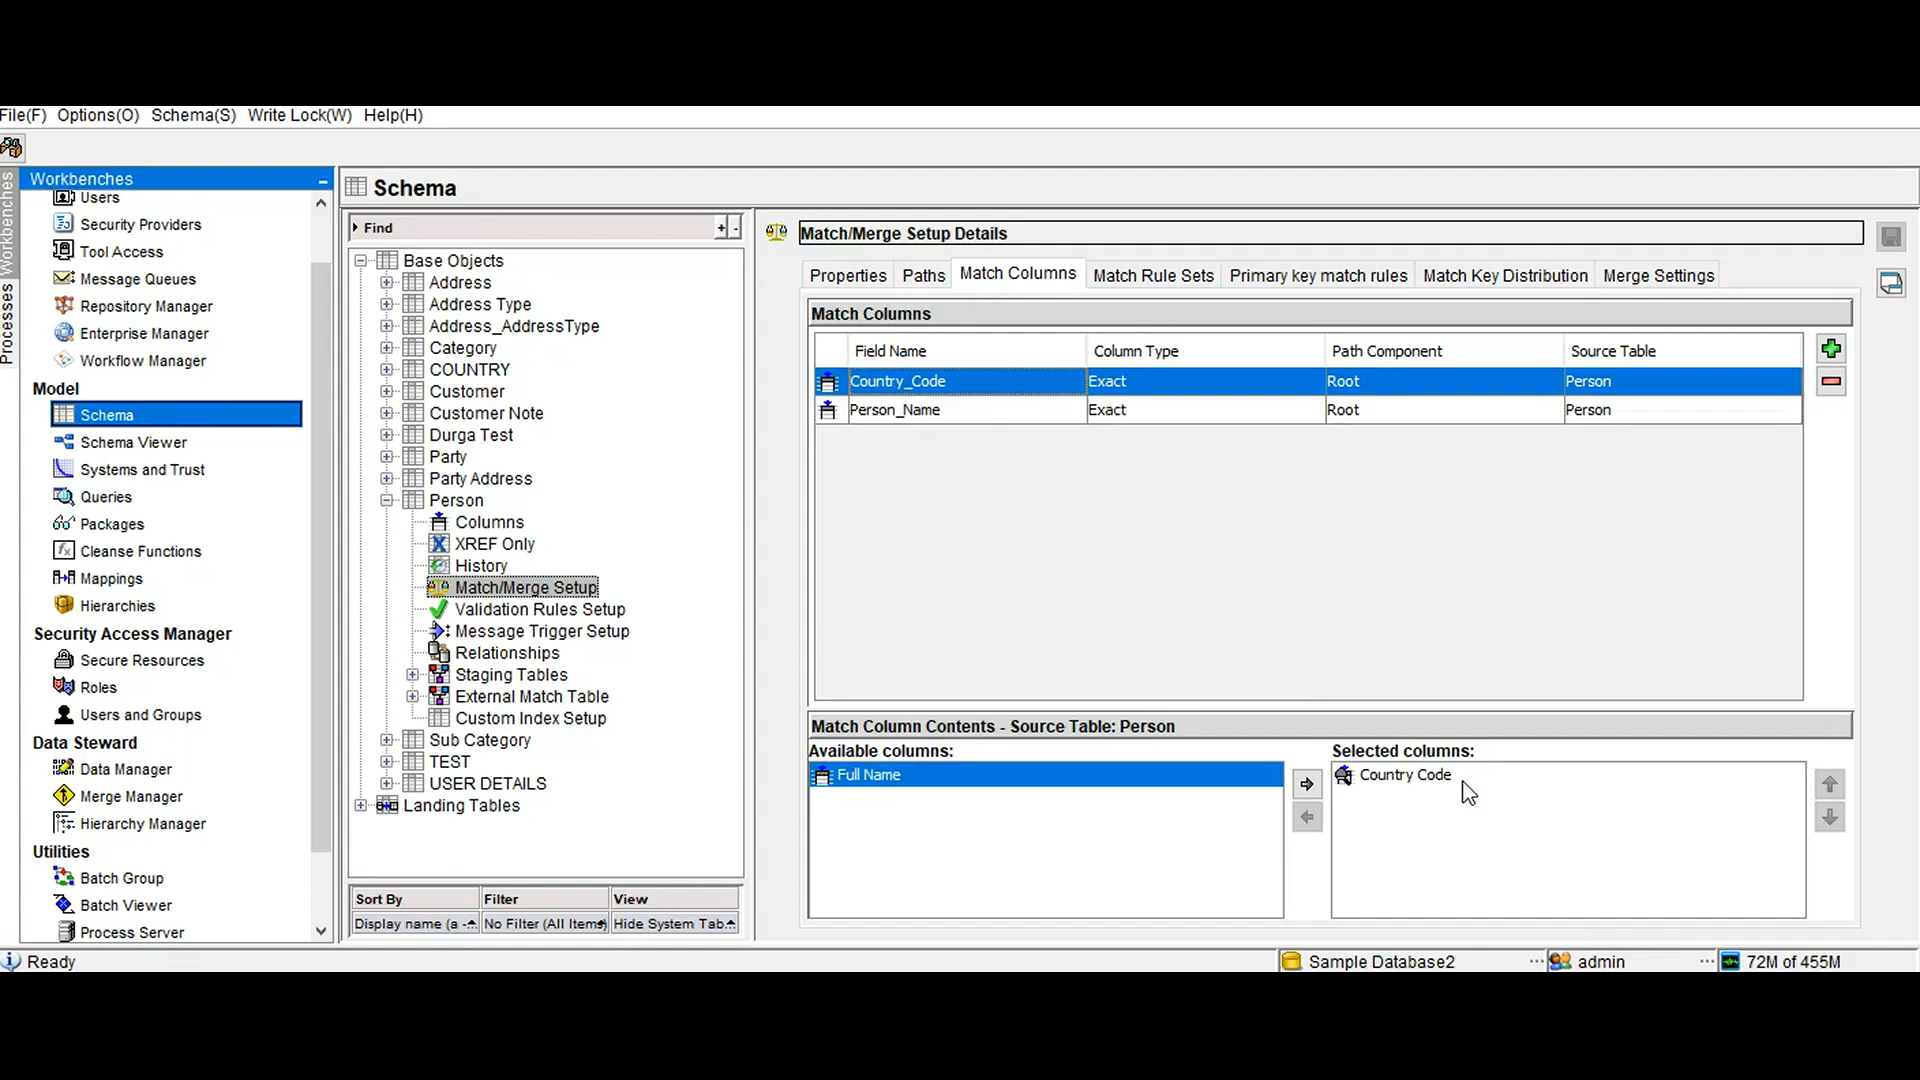 File(F) Options(O) Schema(S) Write Lock(W) Help(H)
Workbenches
Processes
Workbenches
Users
Security Providers
Tool Access
Message Queues
Repository Manager
Enterprise Manager
Workflow Manager
Model
Schema
Schema Viewer
Systems and Trust
Queries
Packages
Cleanse Functions
Mappings
Hierarchies
Security Access Manager
Secure Resources
Roles
Users and Groups
Data Steward
Data Manager
Merge Manager
Hierarchy Manager
Utilities
Batch Group
Batch Viewer
Process Server
Schema
Find
Base Objects
Address
Address Type
Address_AddressType
Category
COUNTRY
Customer
Customer Note
Durga Test
Party
Party Address
Person
Columns
XREF Only
History
Match/Merge Setup
Validation Rules Setup
Message Trigger Setup
Relationships
Staging Tables
External Match Table
Custom Index Setup
Sub Category
TEST
USER DETAILS
Landing Tables
Sort By Filter View
Display name (a - No Filter (All Items) Hide System Tab..
Match/Merge Setup Details
Properties Paths Match Columns Match Rule Sets Primary key match rules Match Key Distribution Merge Settings
Match Columns
Field Name Column Type Path Component Source Table
Country_Code Exact Root Person
Person_Name Exact Root Person
Match Column Contents - Source Table: Person
Available columns: Selected columns:
Full Name Country Code
Ready Sample Database2 ... admin ... 72M of 455M